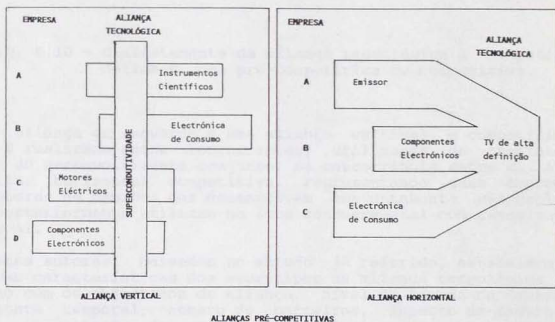 EMPRESA
ALIANÇA
TECNOLÓGICA
A
Instrumentos
Científicos
B
Electrónica
de Consumo
SUPERCONDUTIVIDADE
C
Motores
Eléctricos
D
Componentes
Electrónicos
ALIANÇA VERTICAL
EMPRESA
ALIANÇA
TECNOLÓGICA
A
Emissor
B
Componentes
Electrónicos
TV de alta
definição
C
Electrónica
de Consumo
ALIANÇA HORIZONTAL
ALIANÇAS PRÉ-COMPETITIVAS